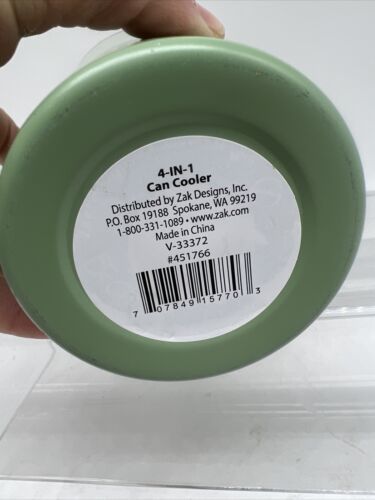 4-IN-1
Can Cooler
Distributed by Zak Designs, Inc.
P.O. Box 19188 Spokane, WA 99219
1-800-331-1089 • www.zak.com
Made in China
V-33372
#451766
7 07849 15770 3